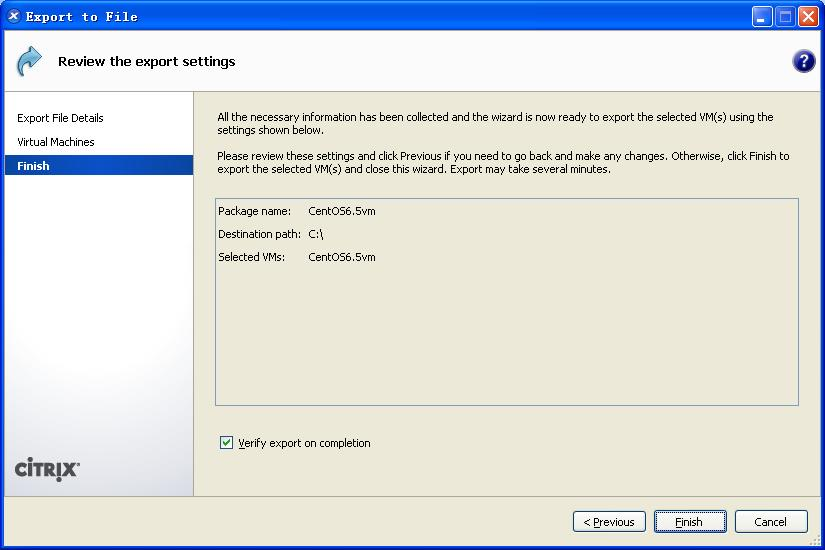 Export to File
Review the export settings
?
Export File Details
Virtual Machines
Finish
All the necessary information has been collected and the wizard is now ready to export the selected VM(s) using the
settings shown below.
Please review these settings and click Previous if you need to go back and make any changes. Otherwise, click Finish to
export the selected VM(s) and close this wizard. Export may take several minutes.
Package name: CentOS6.5vm
Destination path: C:\
Selected VMs: CentOS6.5vm
Verify export on completion
CİTRIX
< Previous Finish Cancel